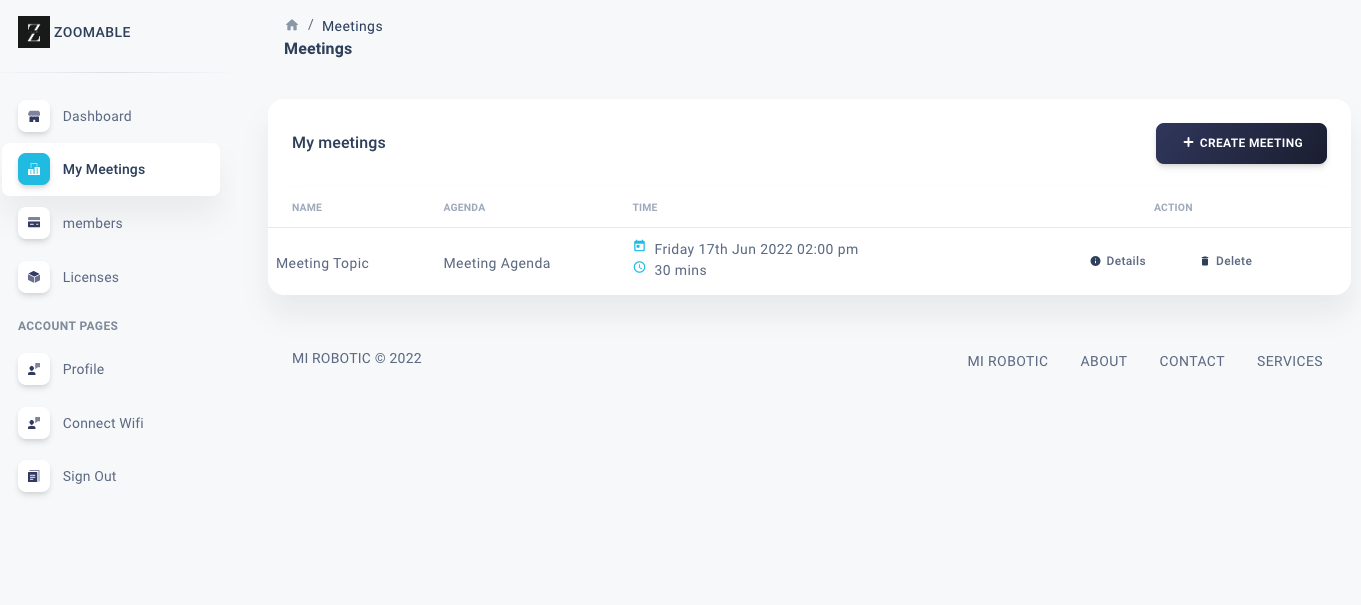 ZOOMABLE
Dashboard
My Meetings
members
Licenses
ACCOUNT PAGES
Profile
Connect Wifi
Sign Out
/ Meetings
Meetings
My meetings
+ CREATE MEETING
NAME AGENDA TIME ACTION
Meeting Topic Meeting Agenda Friday 17th Jun 2022 02:00 pm
30 mins
Details Delete
MI ROBOTIC © 2022
MI ROBOTIC ABOUT CONTACT SERVICES